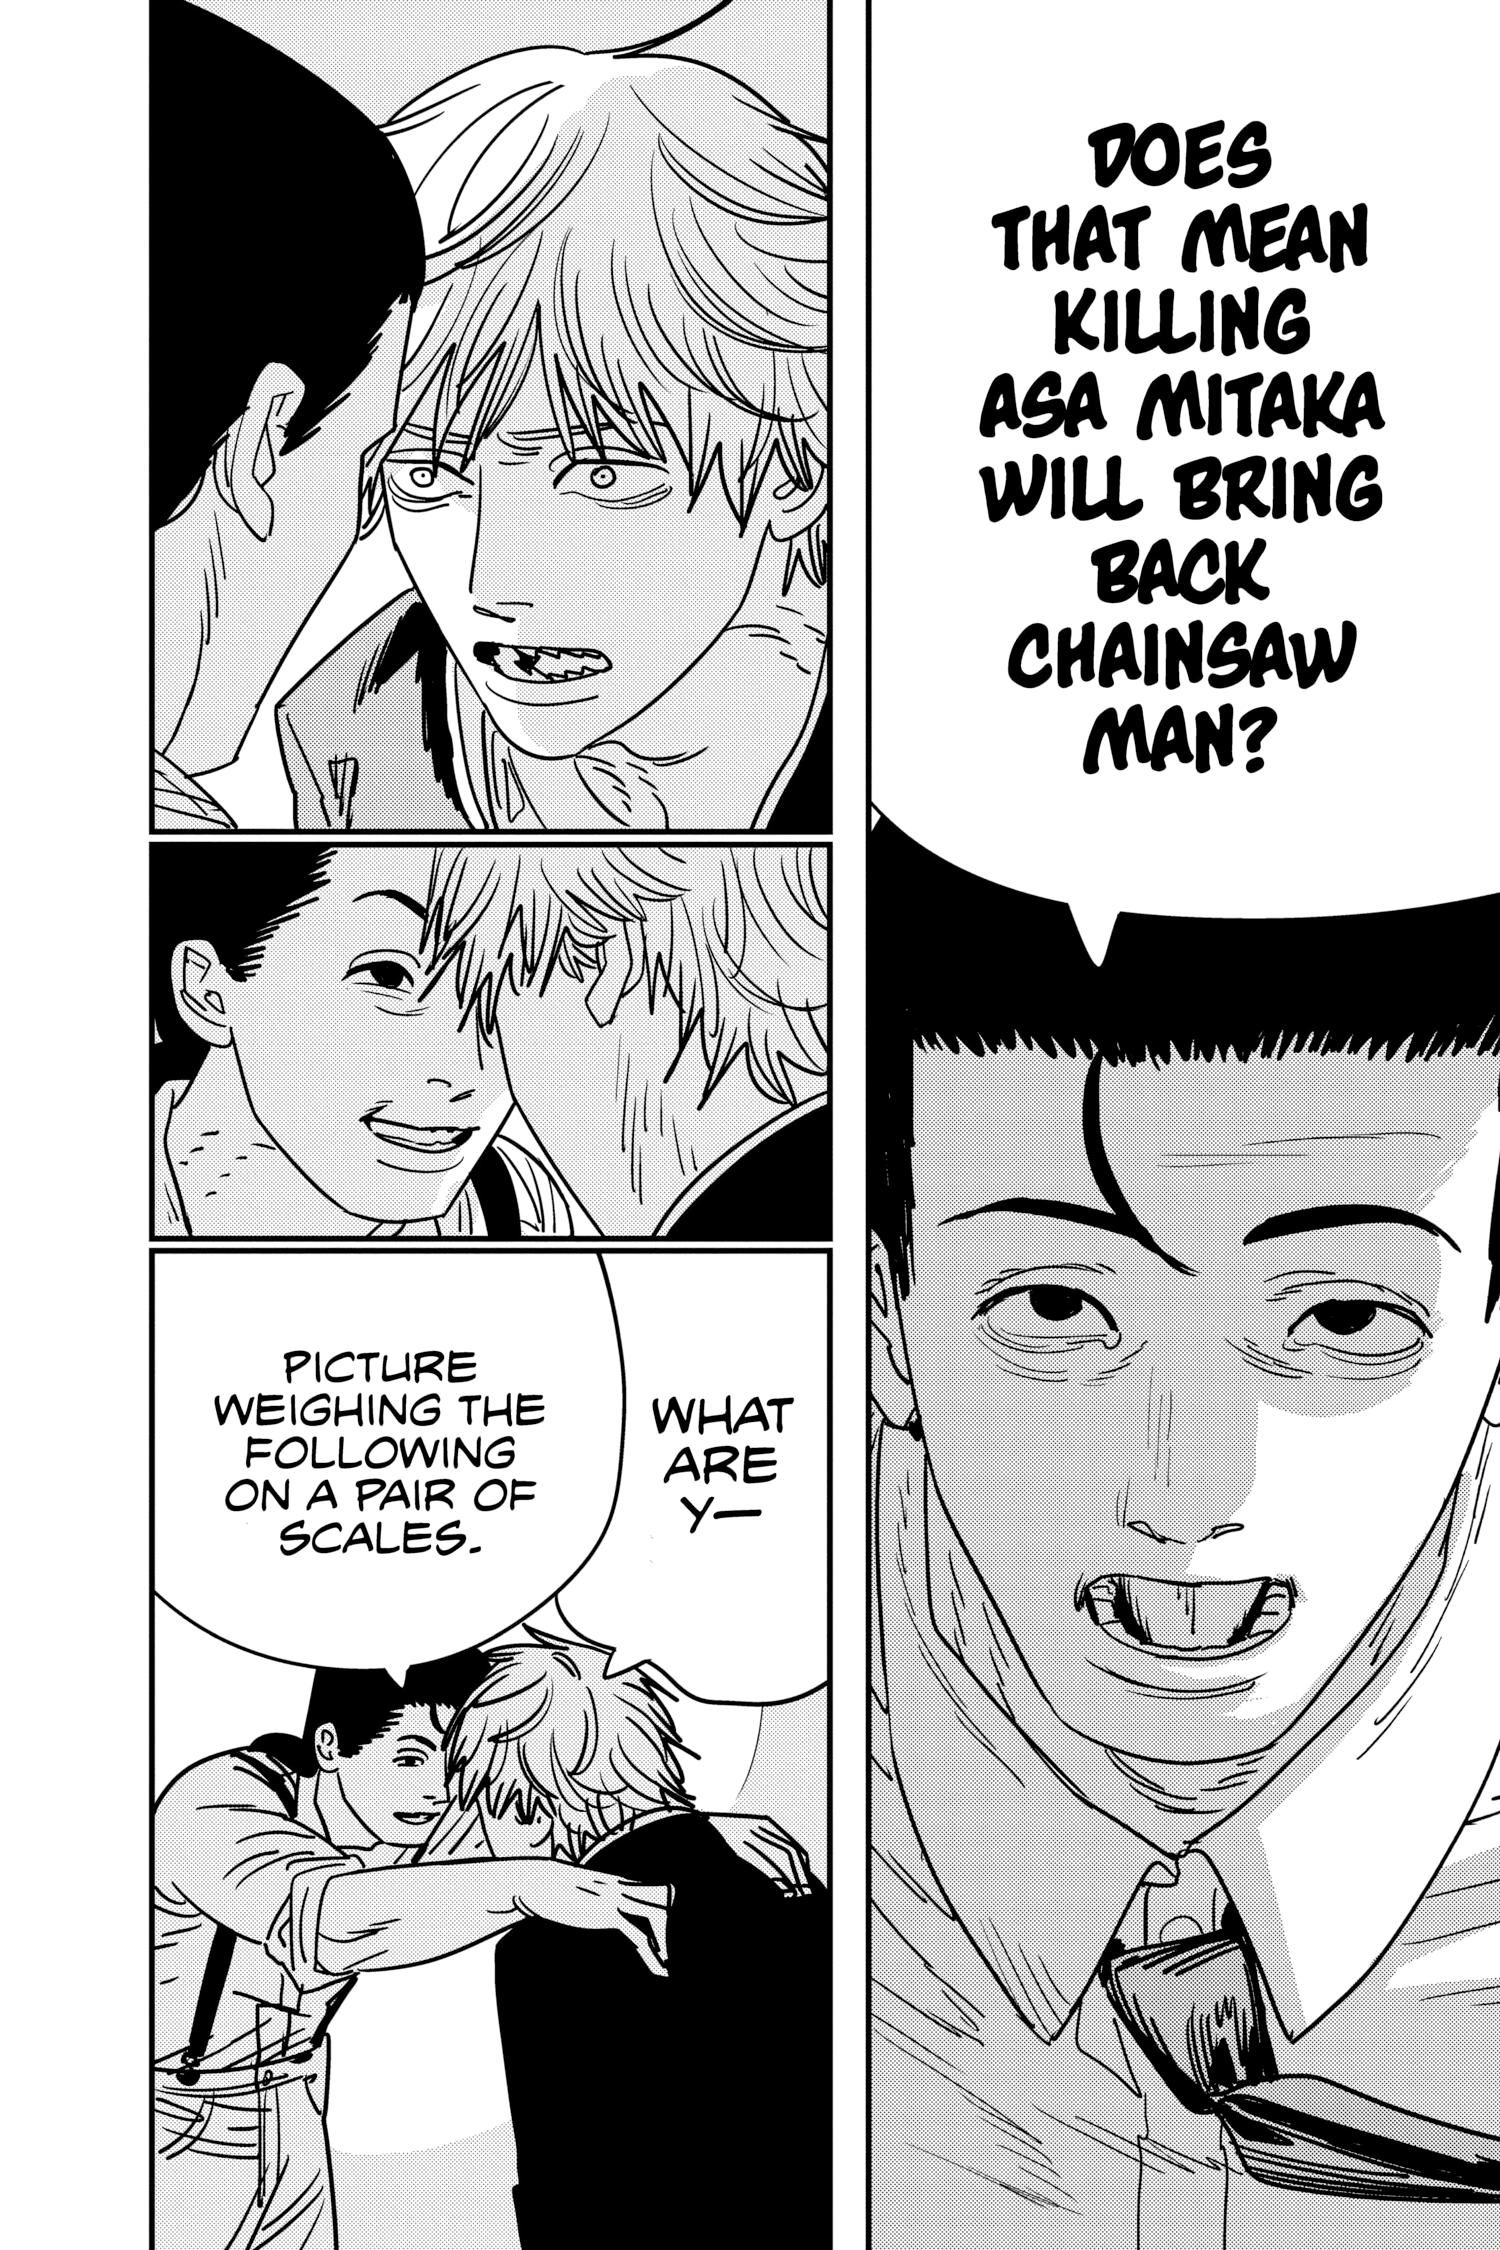 DOES
THAT MEAN
KILLING
ASA MITAKA
WILL BRING
BACK
CHAINSAW
MAN?
WHAT
ARE
Y—
PICTURE
WEIGHING THE
FOLLOWING
ON A PAIR OF
SCALES.